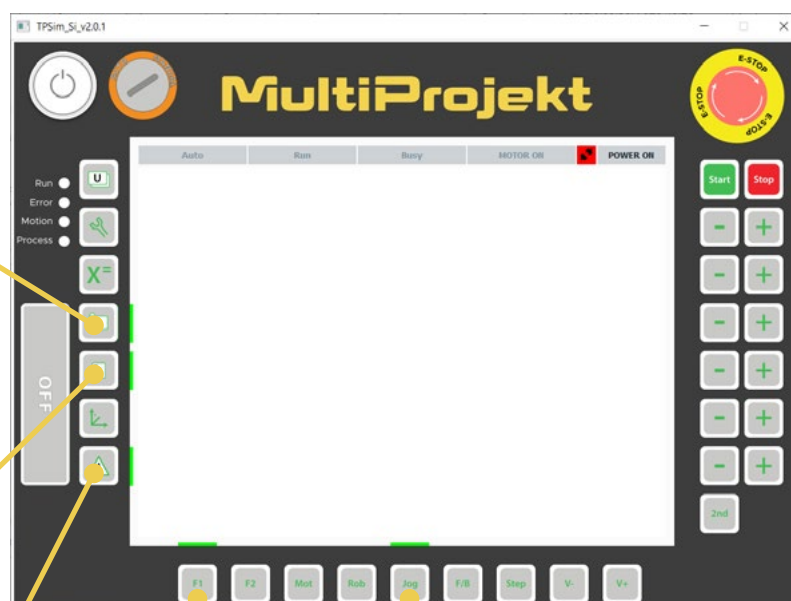 TPSim_Si_v2.0.1
MultiProjekt
E-STOP
E-STOP
E-STOP
Auto Run Busy MOTOR ON POWER ON
Run
Error
Motion
Process
U
X=
Start Stop
- +
- +
- +
- +
- +
- +
2nd
OFF
F1 F2 Mot Rob Jog F/B Step V- V+